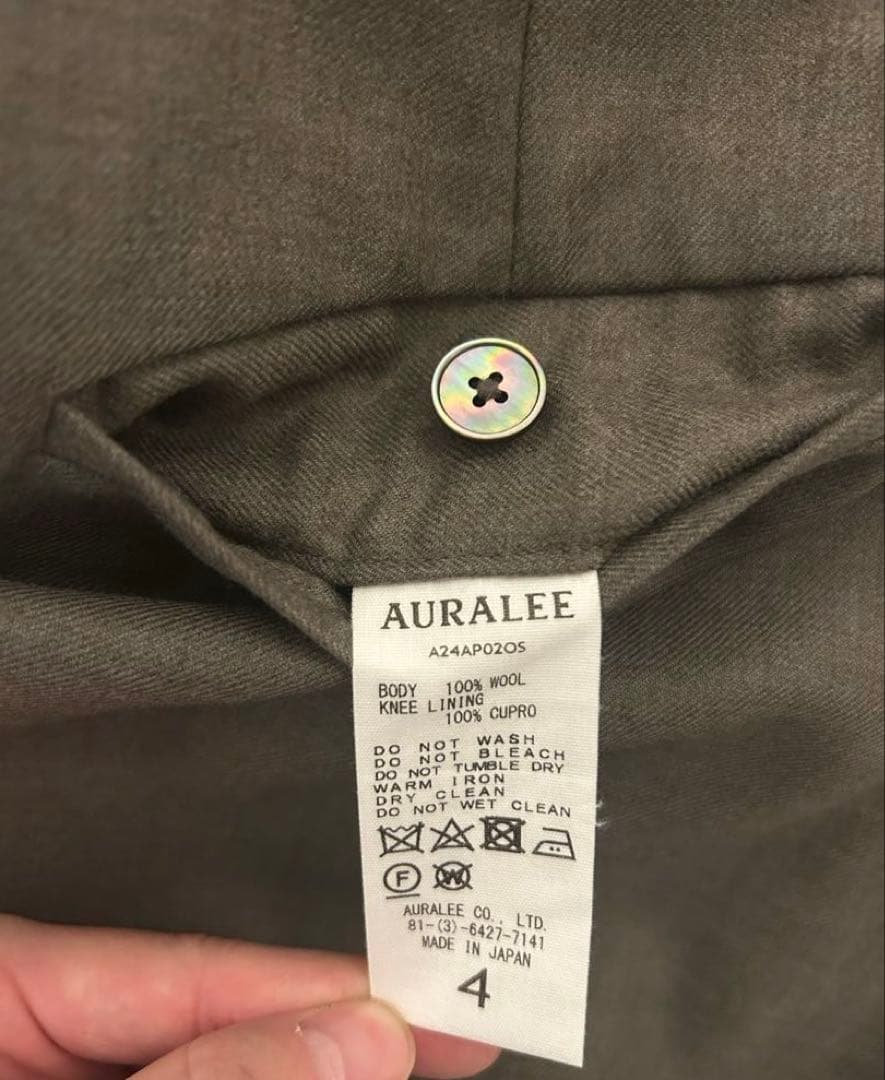 AURALEE
A24AP02OS
BODY 100% WOOL
KNEE LINING
100% CUPRO
DO NOT WASH
DO NOT BLEACH
DO NOT TUMBLE DRY
WARM IRON
DRY CLEAN
DO NOT WET CLEAN
F W
AURALEE CO., LTD.
81-(3)-6427-7141
MADE IN JAPAN
4